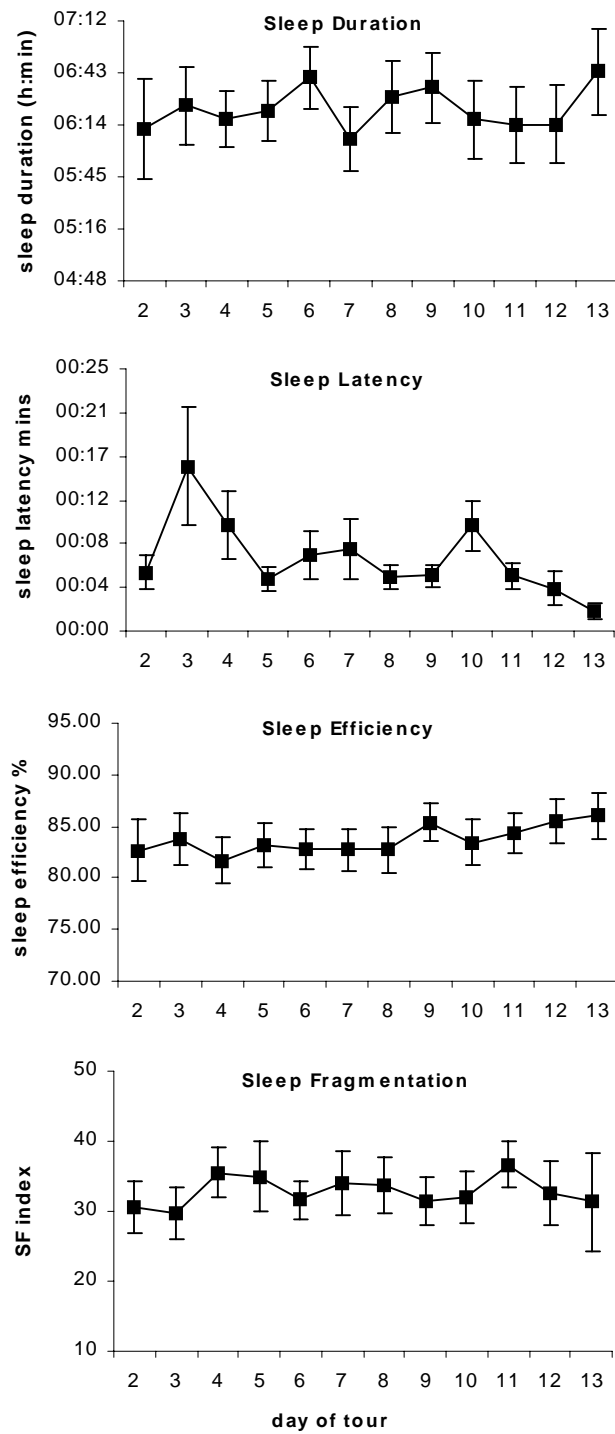 Sleep Duration
sleep duration (h:min)
07:12
06:43
06:14
05:45
05:16
04:48
2 3 4 5 6 7 8 9 10 11 12 13
Sleep Latency
sleep latency mins
00:25
00:21
00:17
00:12
00:08
00:04
00:00
2 3 4 5 6 7 8 9 10 11 12 13
Sleep Efficiency
sleep efficiency %
95.00
90.00
85.00
80.00
75.00
70.00
2 3 4 5 6 7 8 9 10 11 12 13
Sleep Fragmentation
SF index
50
40
30
20
10
2 3 4 5 6 7 8 9 10 11 12 13
day of tour